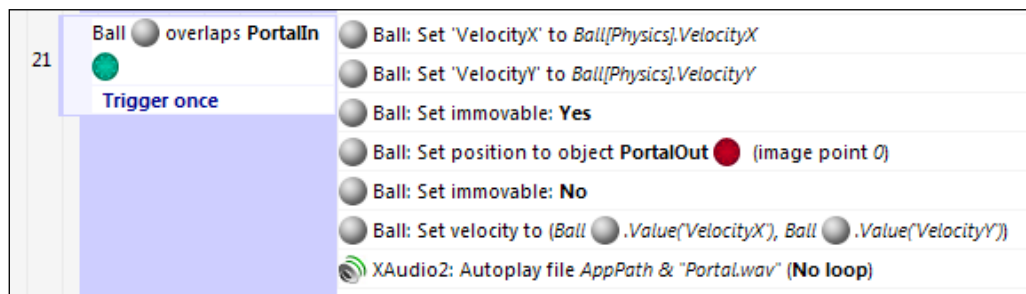 21
Ball overlaps PortalIn
Trigger once
Ball: Set 'VelocityX' to Ball[Physics].VelocityX
Ball: Set 'VelocityY' to Ball[Physics].VelocityY
Ball: Set immovable: Yes
Ball: Set position to object PortalOut (image point 0)
Ball: Set immovable: No
Ball: Set velocity to (Ball .Value('VelocityX'), Ball .Value('VelocityY'))
XAudio2: Autoplay file AppPath & "Portal.wav" (No loop)